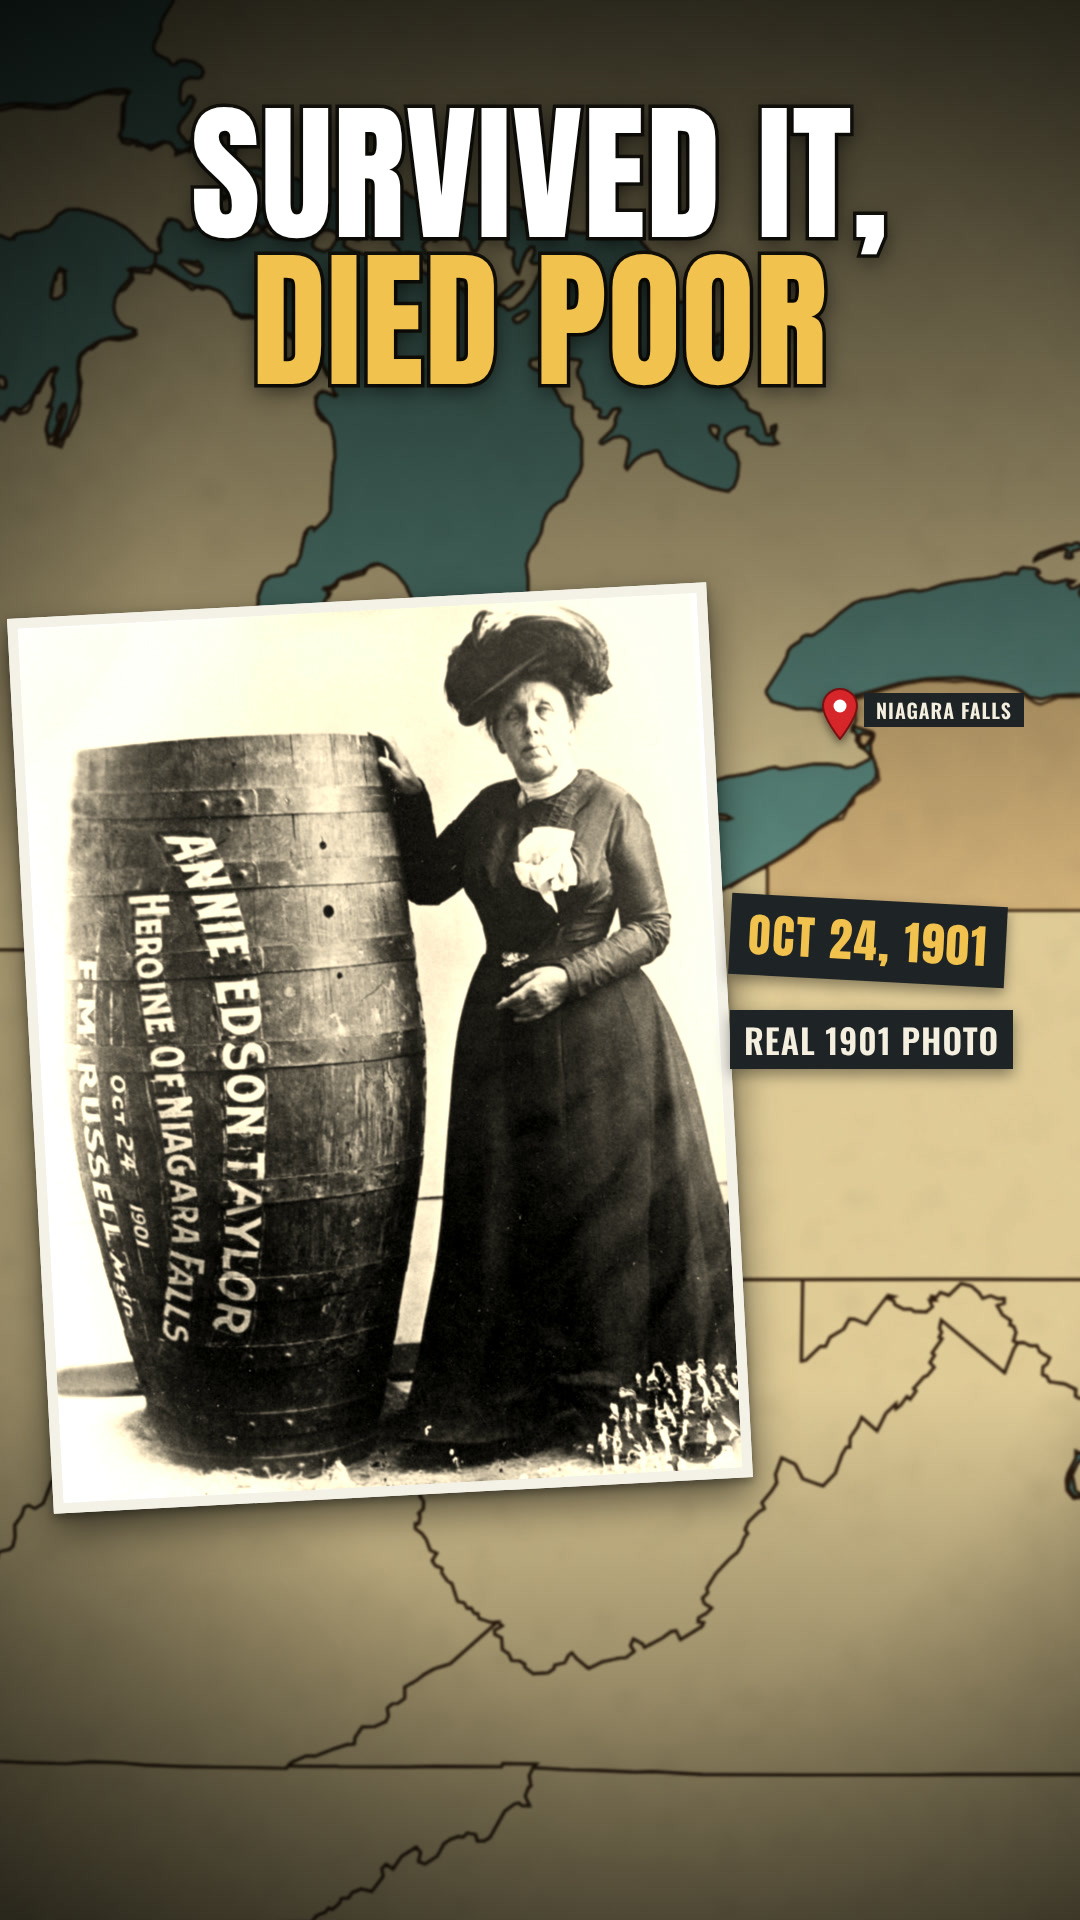 SURVIVED IT,
DIED POOR
NIAGARA FALLS
OCT 24, 1901
REAL 1901 PHOTO
ANNIE EDSON TAYLOR
HEROINE OF NIAGARA FALLS
OCT 24 1901
RUSSELL